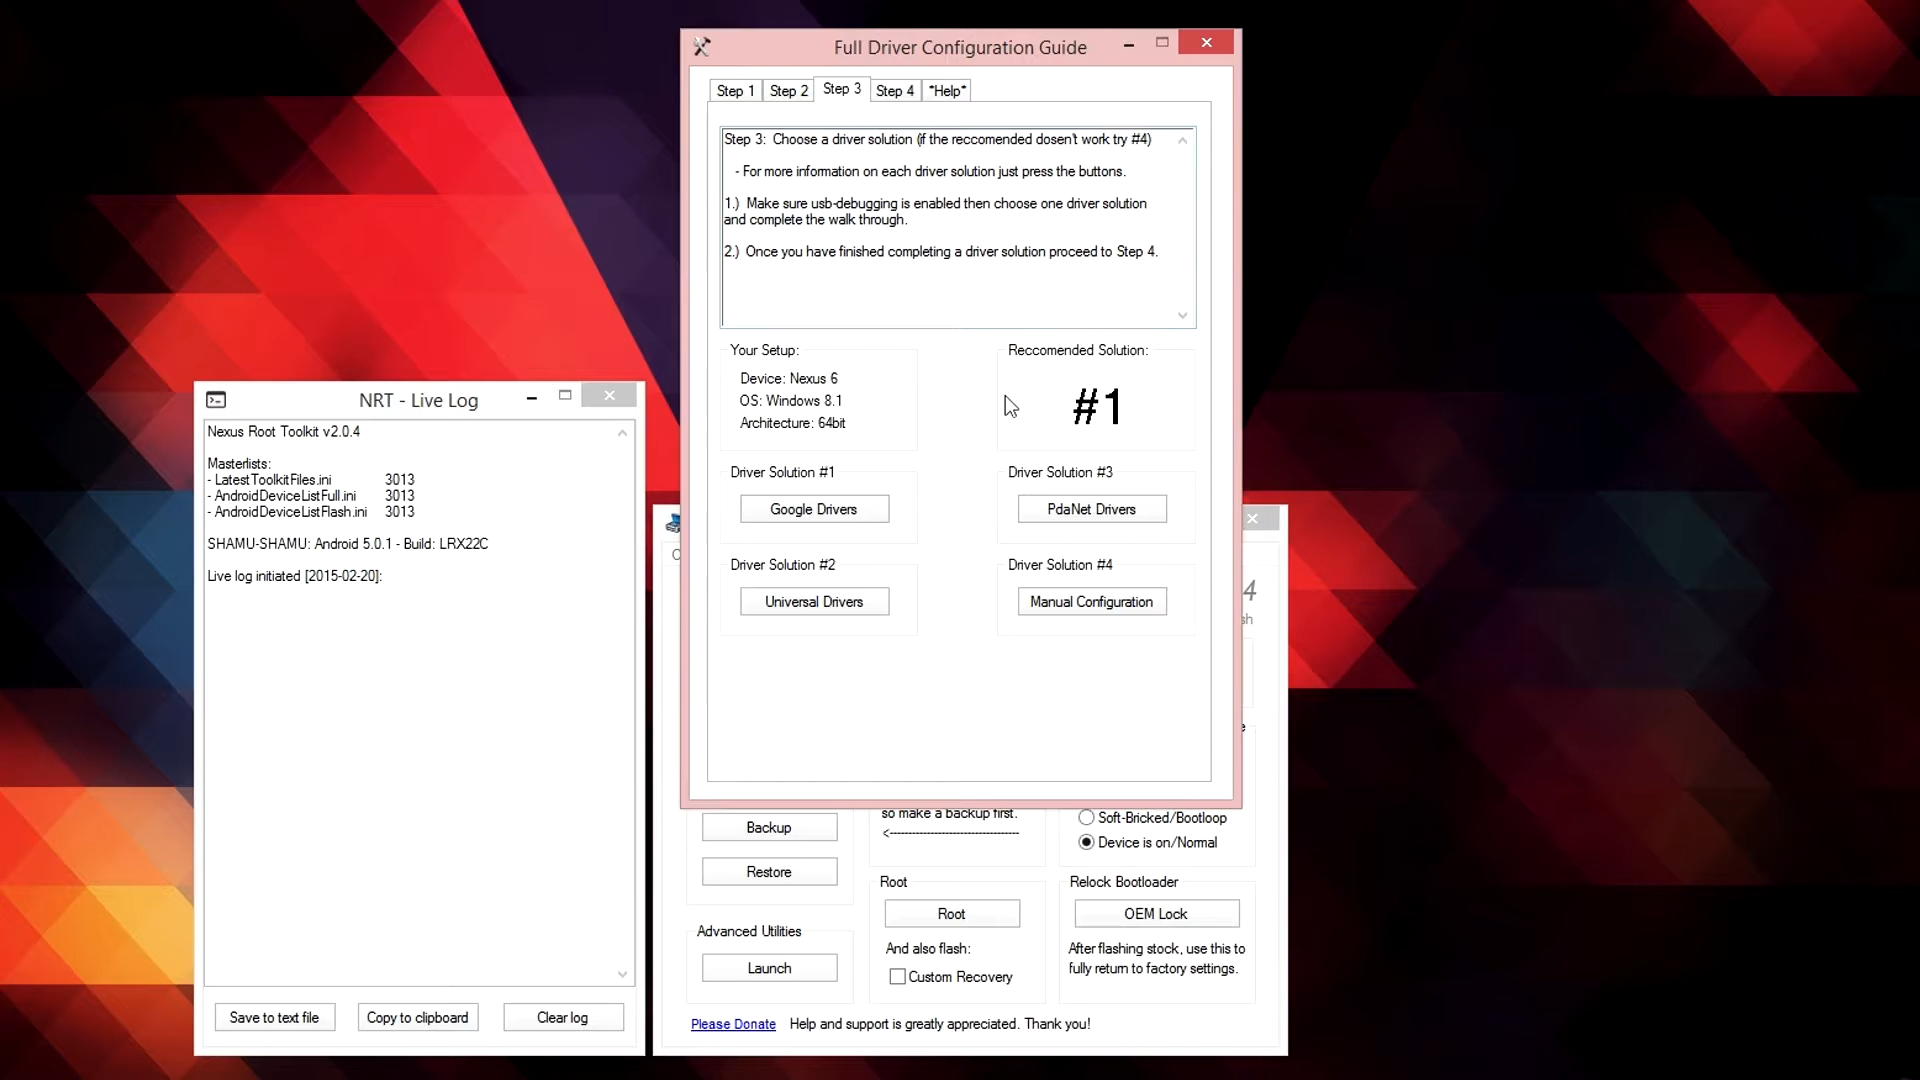 Full Driver Configuration Guide
Step 1
Step 2
Step 3
Step 4
*Help*
Step 3:  Choose a driver solution (if the reccomended dosen't work try #4)
- For more information on each driver solution just press the buttons.
1.)  Make sure usb-debugging is enabled then choose one driver solution
and complete the walk through.
2.)  Once you have finished completing a driver solution proceed to Step 4.
Your Setup:
Device: Nexus 6
OS: Windows 8.1
Architecture: 64bit
Reccomended Solution:
#1
Driver Solution #1
Google Drivers
Driver Solution #3
PdaNet Drivers
Driver Solution #2
Universal Drivers
Driver Solution #4
Manual Configuration
NRT - Live Log
Nexus Root Toolkit v2.0.4
Masterlists:
- LatestToolkitFiles.ini 3013
- AndroidDeviceListFull.ini 3013
- AndroidDeviceListFlash.ini 3013
SHAMU-SHAMU: Android 5.0.1 - Build: LRX22C
Live log initiated [2015-02-20]:
Save to text file
Copy to clipboard
Clear log
4
sh
so make a backup first.
<-----------------------------------
Backup
Restore
Soft-Bricked/Bootloop
Device is on/Normal
Advanced Utilities
Launch
Root
Root
And also flash:
Custom Recovery
Relock Bootloader
OEM Lock
After flashing stock, use this to
fully return to factory settings.
Please Donate
Help and support is greatly appreciated. Thank you!